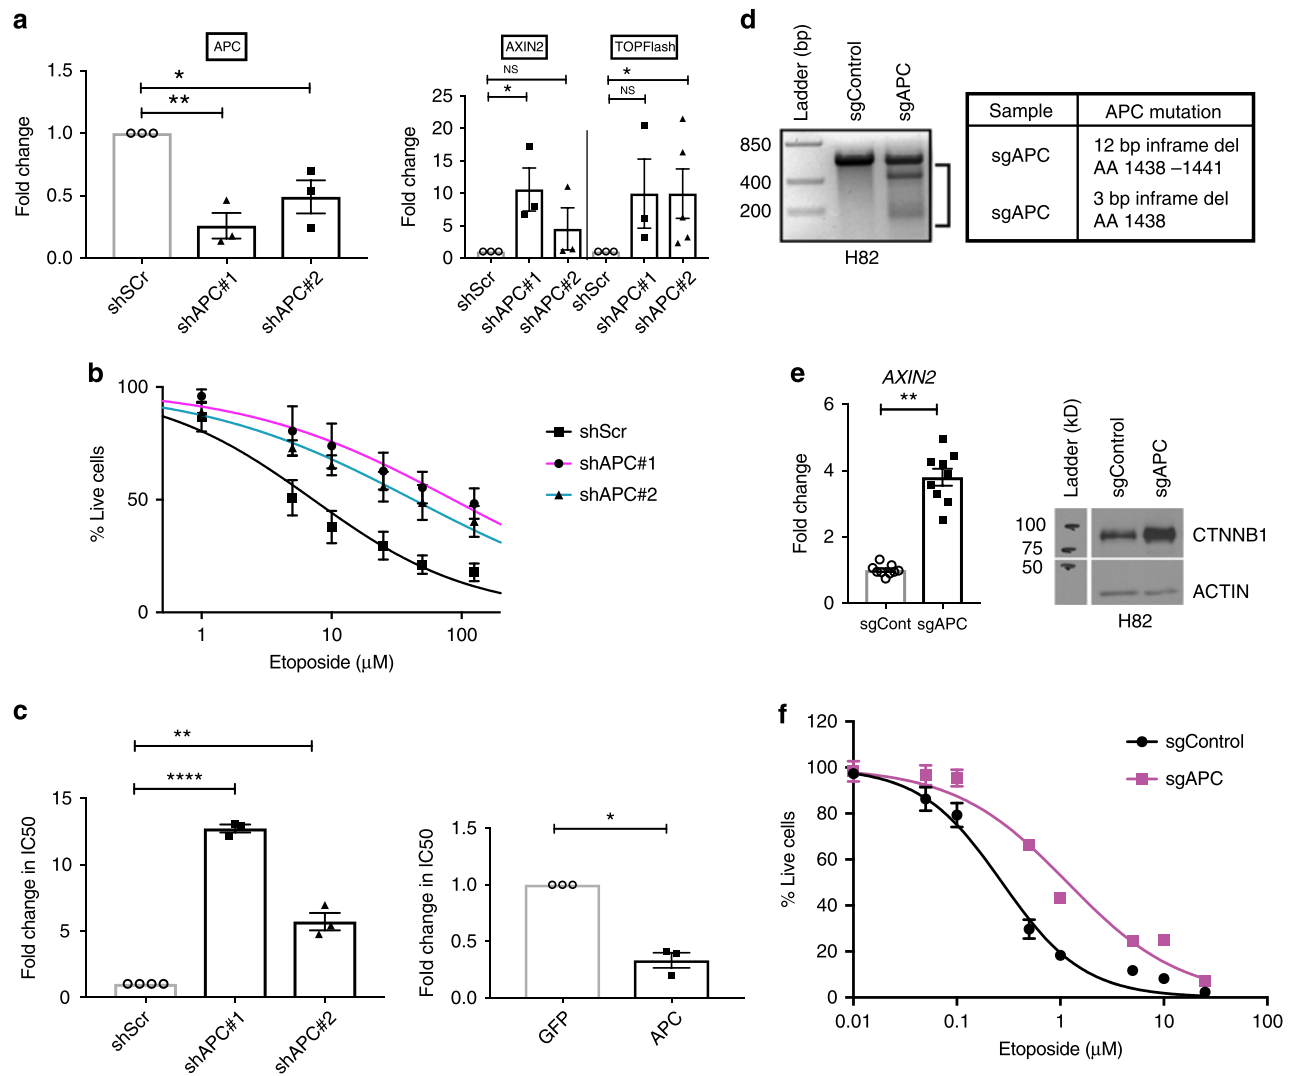 a
APC
Fold change
1.5
1.0
0.5
0.0
*
**
shSCr
shAPC#1
shAPC#2
AXIN2
TOPFlash
NS
*
*
NS
Fold change
25
20
15
10
5
0
shScr
shAPC#1
shAPC#2
shScr
shAPC#1
shAPC#2
d
Ladder (bp)
sgControl
sgAPC
850
400
200
H82
Sample APC mutation
sgAPC 12 bp inframe del
AA 1438 –1441
sgAPC 3 bp inframe del
AA 1438
b
% Live cells
100
50
0
1 10 100
Etoposide (μM)
shScr
shAPC#1
shAPC#2
e
AXIN2
**
Fold change
6
4
2
0
sgCont sgAPC
Ladder (kD)
sgControl
sgAPC
100
75
50
CTNNB1
ACTIN
H82
c
**
****
Fold change in IC50
15
10
5
0
shScr
shAPC#1
shAPC#2
*
Fold change in IC50
1.5
1.0
0.5
0.0
GFP
APC
f
% Live cells
120
100
80
60
40
20
0
0.01 0.1 1 10 100
Etoposide (μM)
sgControl
sgAPC